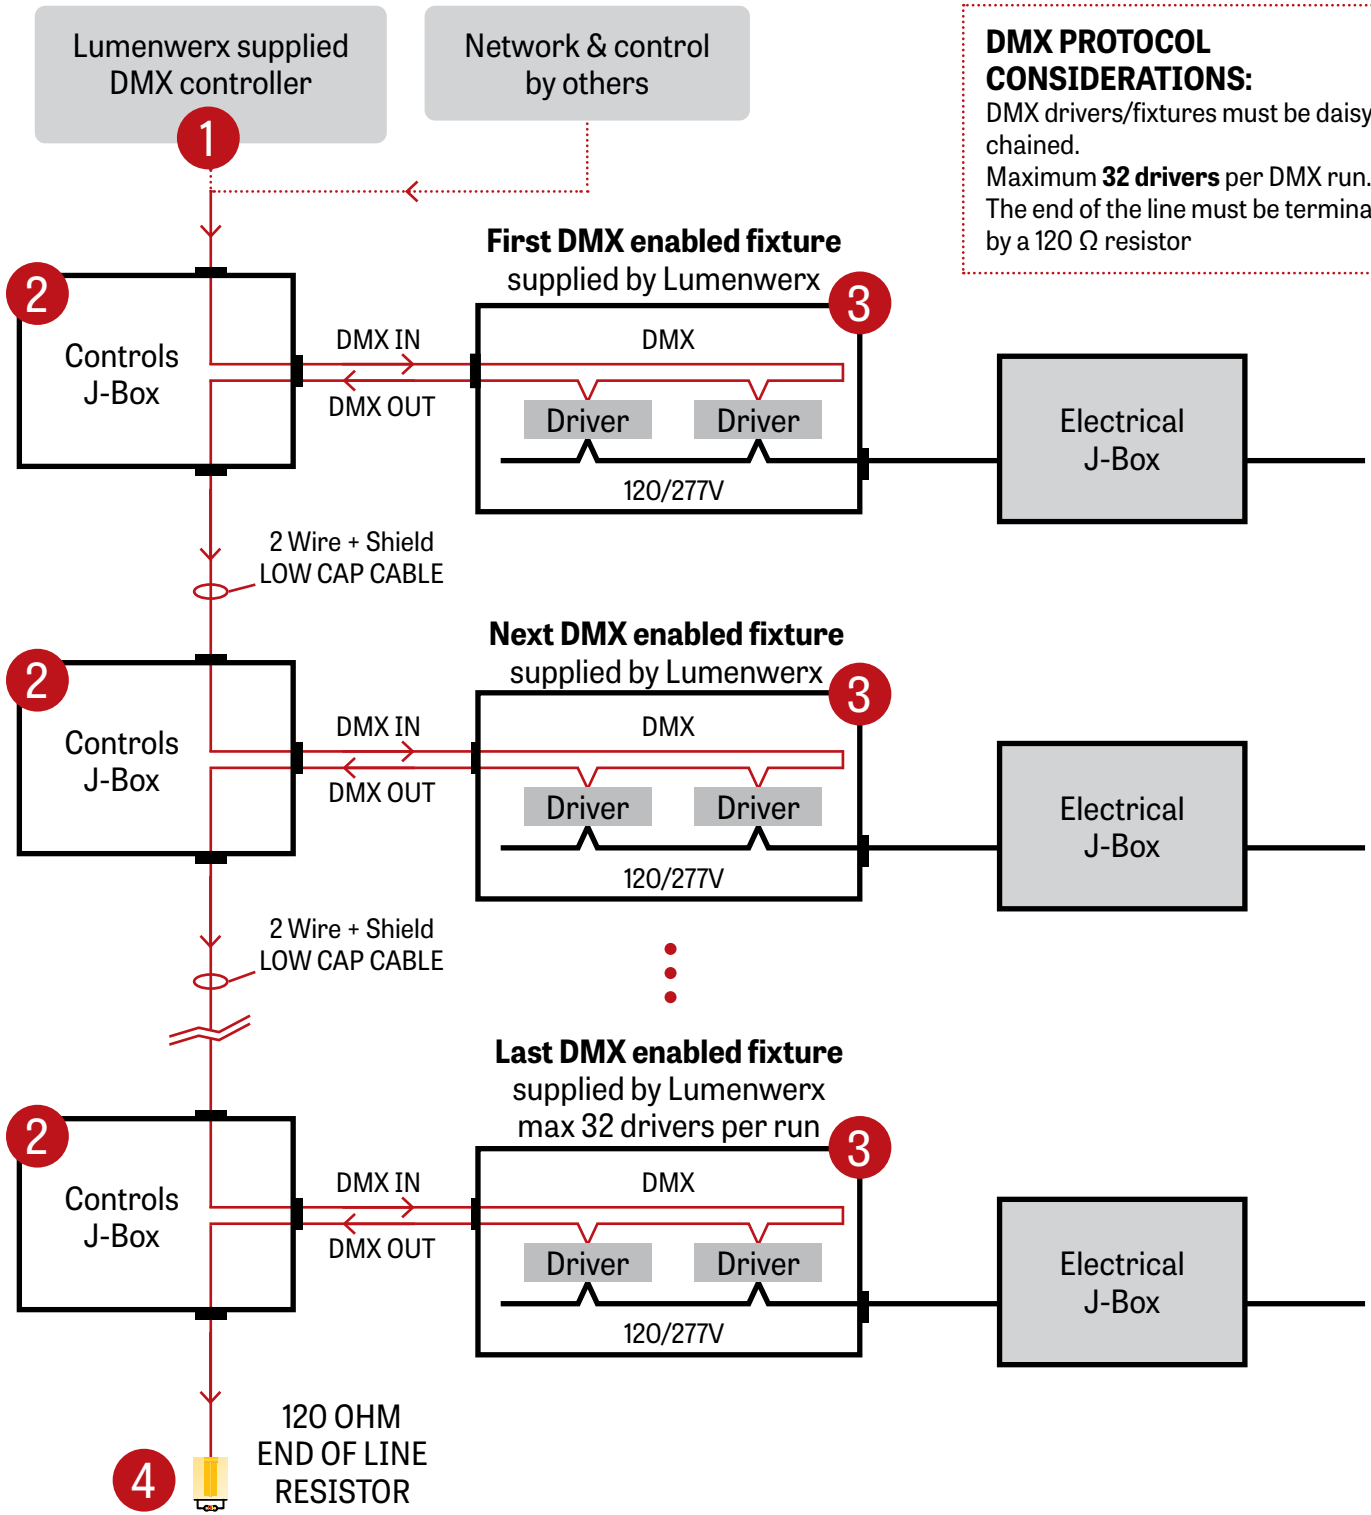 Lumenwerx supplied
DMX controller
1
Network & control
by others
DMX PROTOCOL
CONSIDERATIONS:
DMX drivers/fixtures must be daisy
chained.
Maximum 32 drivers per DMX run.
The end of the line must be termina
by a 120 Ω resistor
First DMX enabled fixture
supplied by Lumenwerx
2
Controls
J-Box
DMX IN
DMX OUT
3
DMX
Driver
Driver
120/277V
Electrical
J-Box
2 Wire + Shield
LOW CAP CABLE
Next DMX enabled fixture
supplied by Lumenwerx
2
Controls
J-Box
DMX IN
DMX OUT
3
DMX
Driver
Driver
120/277V
Electrical
J-Box
2 Wire + Shield
LOW CAP CABLE
Last DMX enabled fixture
supplied by Lumenwerx
max 32 drivers per run
2
Controls
J-Box
DMX IN
DMX OUT
3
DMX
Driver
Driver
120/277V
Electrical
J-Box
4
120 OHM
END OF LINE
RESISTOR